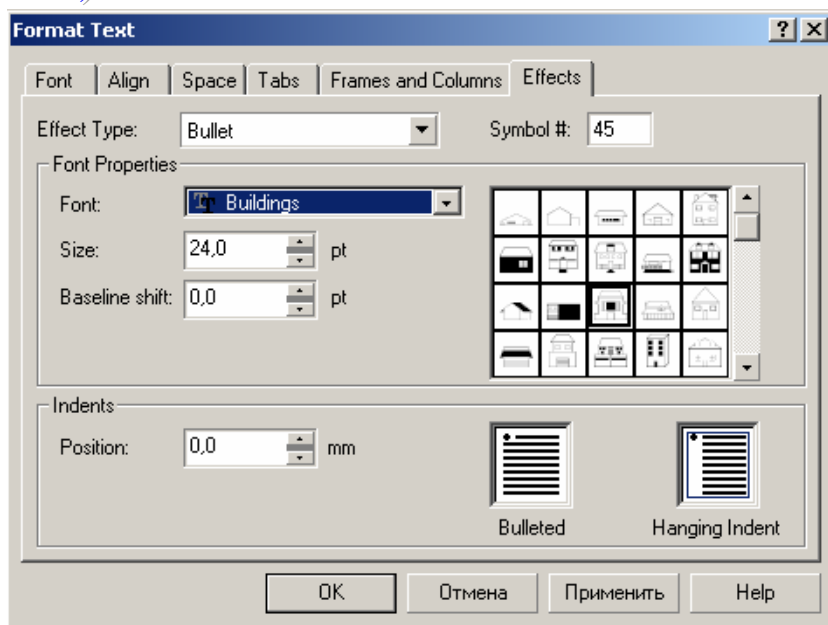 Format Text
Font Align Space Tabs Frames and Columns Effects
Effect Type: Bullet Symbol #: 45
Font Properties
Font: Buildings
Size: 24,0 pt
Baseline shift: 0,0 pt
Indents
Position: 0,0 mm
Bulleted Hanging Indent
OK Отмена Применить Help